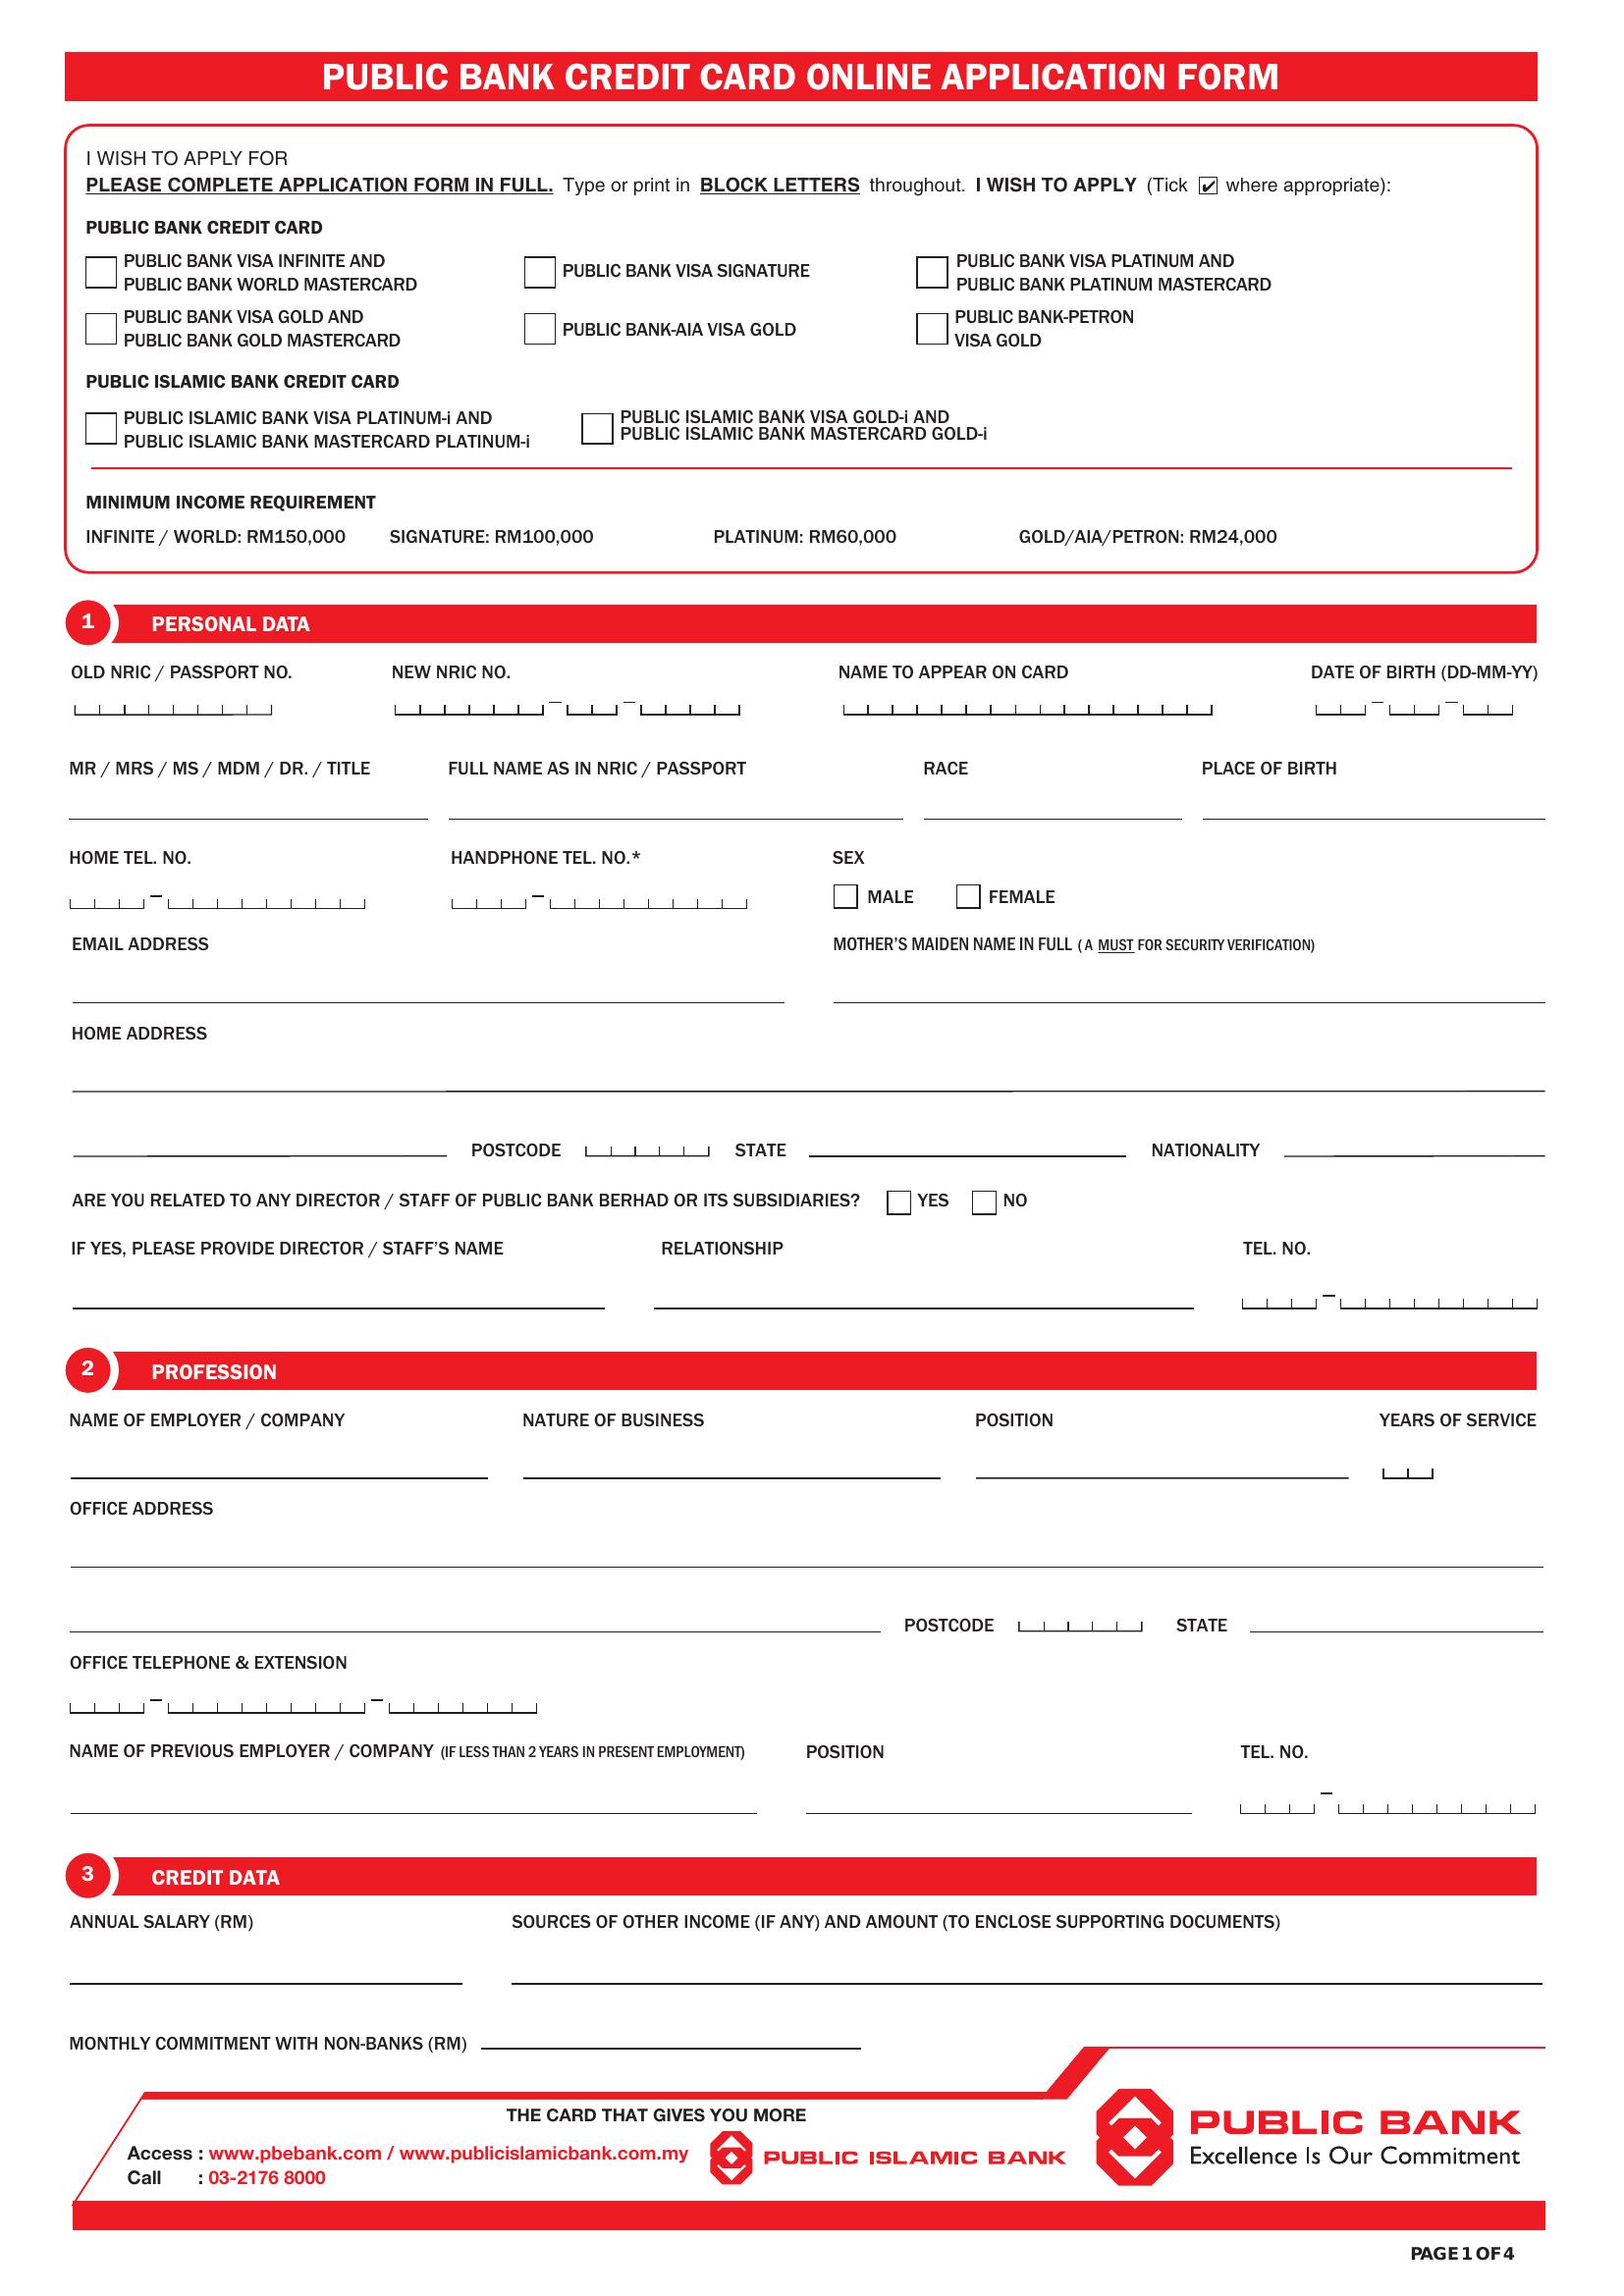 PUBLIC BANK CREDIT CARD ONLINE APPLICATION FORM
I WISH TO APPLY FOR
PLEASE COMPLETE APPLICATION FORM IN FULL. Type or print in BLOCK LETTERS throughout. I WISH TO APPLY (Tick ✔ where appropriate):
PUBLIC BANK CREDIT CARD
PUBLIC BANK VISA INFINITE AND
PUBLIC BANK WORLD MASTERCARD
PUBLIC BANK VISA SIGNATURE
PUBLIC BANK VISA PLATINUM AND
PUBLIC BANK PLATINUM MASTERCARD
PUBLIC BANK VISA GOLD AND
PUBLIC BANK GOLD MASTERCARD
PUBLIC BANK-AIA VISA GOLD
PUBLIC BANK-PETRON
VISA GOLD
PUBLIC ISLAMIC BANK CREDIT CARD
PUBLIC ISLAMIC BANK VISA PLATINUM-i AND
PUBLIC ISLAMIC BANK MASTERCARD PLATINUM-i
PUBLIC ISLAMIC BANK VISA GOLD-i AND
PUBLIC ISLAMIC BANK MASTERCARD GOLD-i
MINIMUM INCOME REQUIREMENT
INFINITE / WORLD: RM150,000 SIGNATURE: RM100,000 PLATINUM: RM60,000 GOLD/AIA/PETRON: RM24,000
1 PERSONAL DATA
OLD NRIC / PASSPORT NO. NEW NRIC NO. NAME TO APPEAR ON CARD DATE OF BIRTH (DD-MM-YY)
MR / MRS / MS / MDM / DR. / TITLE FULL NAME AS IN NRIC / PASSPORT RACE PLACE OF BIRTH
HOME TEL. NO. HANDPHONE TEL. NO.* SEX
MALE FEMALE
EMAIL ADDRESS MOTHER'S MAIDEN NAME IN FULL ( A MUST FOR SECURITY VERIFICATION)
HOME ADDRESS
POSTCODE STATE NATIONALITY
ARE YOU RELATED TO ANY DIRECTOR / STAFF OF PUBLIC BANK BERHAD OR ITS SUBSIDIARIES? YES NO
IF YES, PLEASE PROVIDE DIRECTOR / STAFF'S NAME RELATIONSHIP TEL. NO.
2 PROFESSION
NAME OF EMPLOYER / COMPANY NATURE OF BUSINESS POSITION YEARS OF SERVICE
OFFICE ADDRESS
POSTCODE STATE
OFFICE TELEPHONE & EXTENSION
NAME OF PREVIOUS EMPLOYER / COMPANY (IF LESS THAN 2 YEARS IN PRESENT EMPLOYMENT) POSITION TEL. NO.
3 CREDIT DATA
ANNUAL SALARY (RM) SOURCES OF OTHER INCOME (IF ANY) AND AMOUNT (TO ENCLOSE SUPPORTING DOCUMENTS)
MONTHLY COMMITMENT WITH NON-BANKS (RM)
THE CARD THAT GIVES YOU MORE
Access : www.pbebank.com / www.publicislamicbank.com.my
Call : 03-2176 8000
PUBLIC ISLAMIC BANK
PUBLIC BANK
Excellence Is Our Commitment
PAGE 1 OF 4